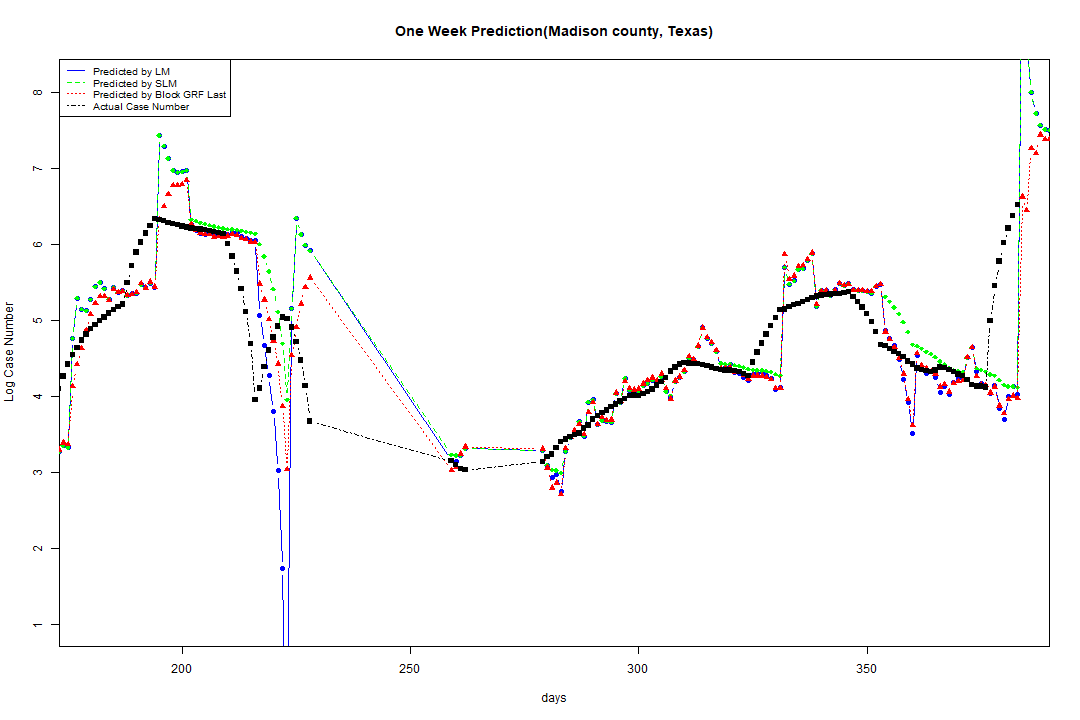 One Week Prediction(Madison county, Texas)
Predicted by LM
Predicted by SLM
Predicted by Block GRF Last
Actual Case Number
8
7
6
5
4
3
2
1
Log Case Number
200 250 300 350
days